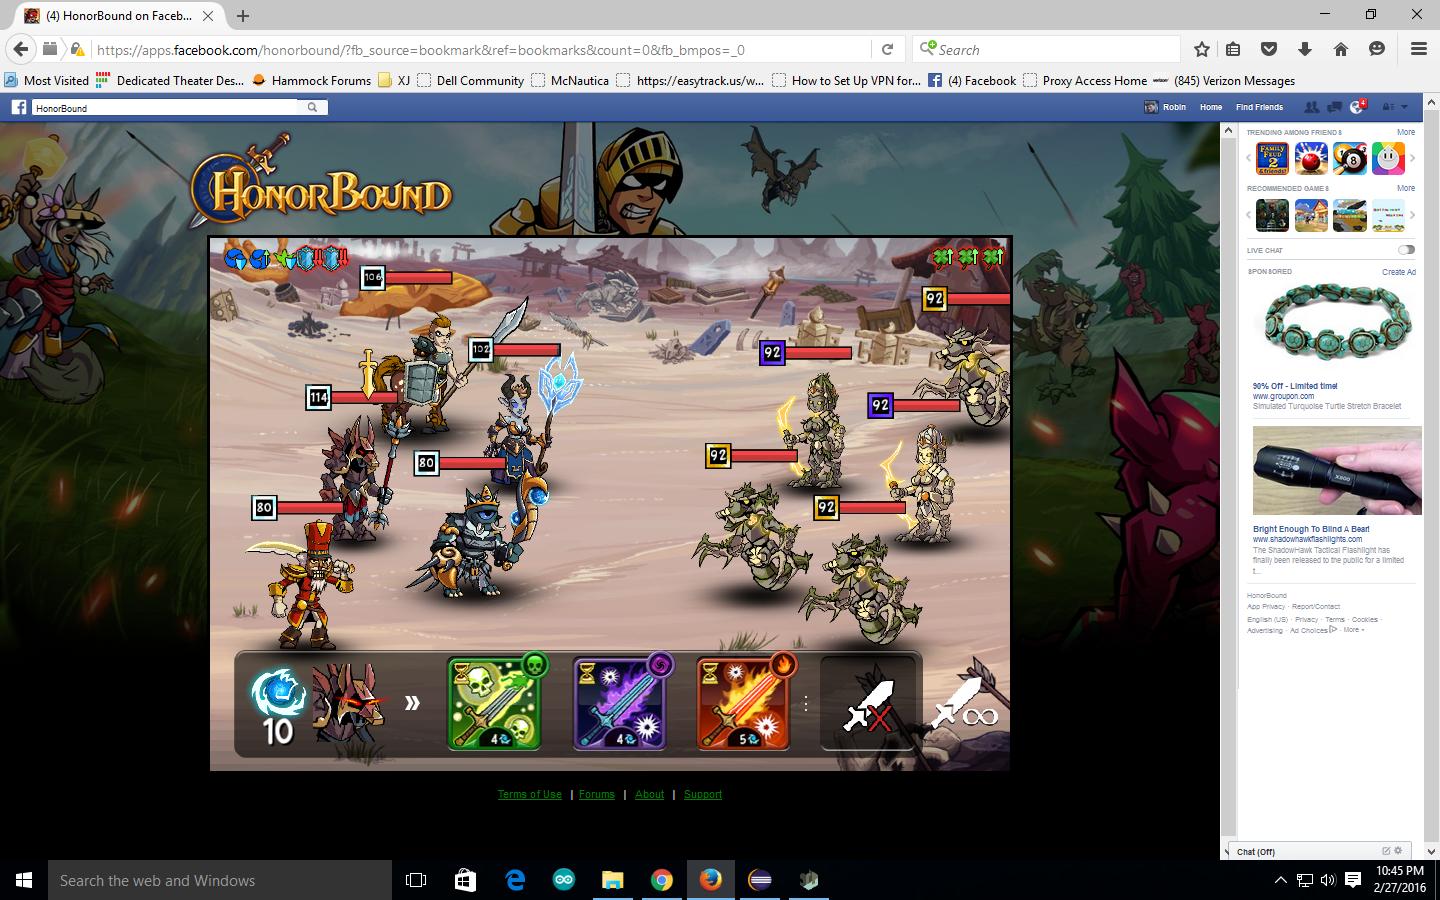 (4) HonorBound on Faceb...
https://apps.facebook.com/honorbound/?fb_source=bookmark&ref=bookmarks&count=0&fb_bmpos=_0
Search
Most Visited
Dedicated Theater Des...
Hammock Forums
XJ
Dell Community
McNautica
https://easytrack.us/w...
How to Set Up VPN for...
(4) Facebook
Proxy Access Home
(845) Verizon Messages
HonorBound
Robin
Home
Find Friends
4
TRENDING AMONG FRIENDS
More
FAMILY FEUD 2 & friends!
8
RECOMMENDED GAMES
More
LIVE CHAT
SPONSORED
Create Ad
90% Off - Limited time!
www.groupon.com
Simulated Turquoise Turtle Stretch Bracelet
Bright Enough To Blind A Bear!
www.shadowhawkflashlights.com
The ShadowHawk Tactical Flashlight has
finally been released to the public for a limited
t...
HonorBound
App Privacy · Report/Contact
English (US) · Privacy · Terms · Cookies ·
Advertising · Ad Choices · More
Chat (Off)
HONORBOUND
106
92
102
92
114
92
80
92
80
92
10
4
4
5
Terms of Use | Forums | About | Support
Search the web and Windows
10:45 PM
2/27/2016